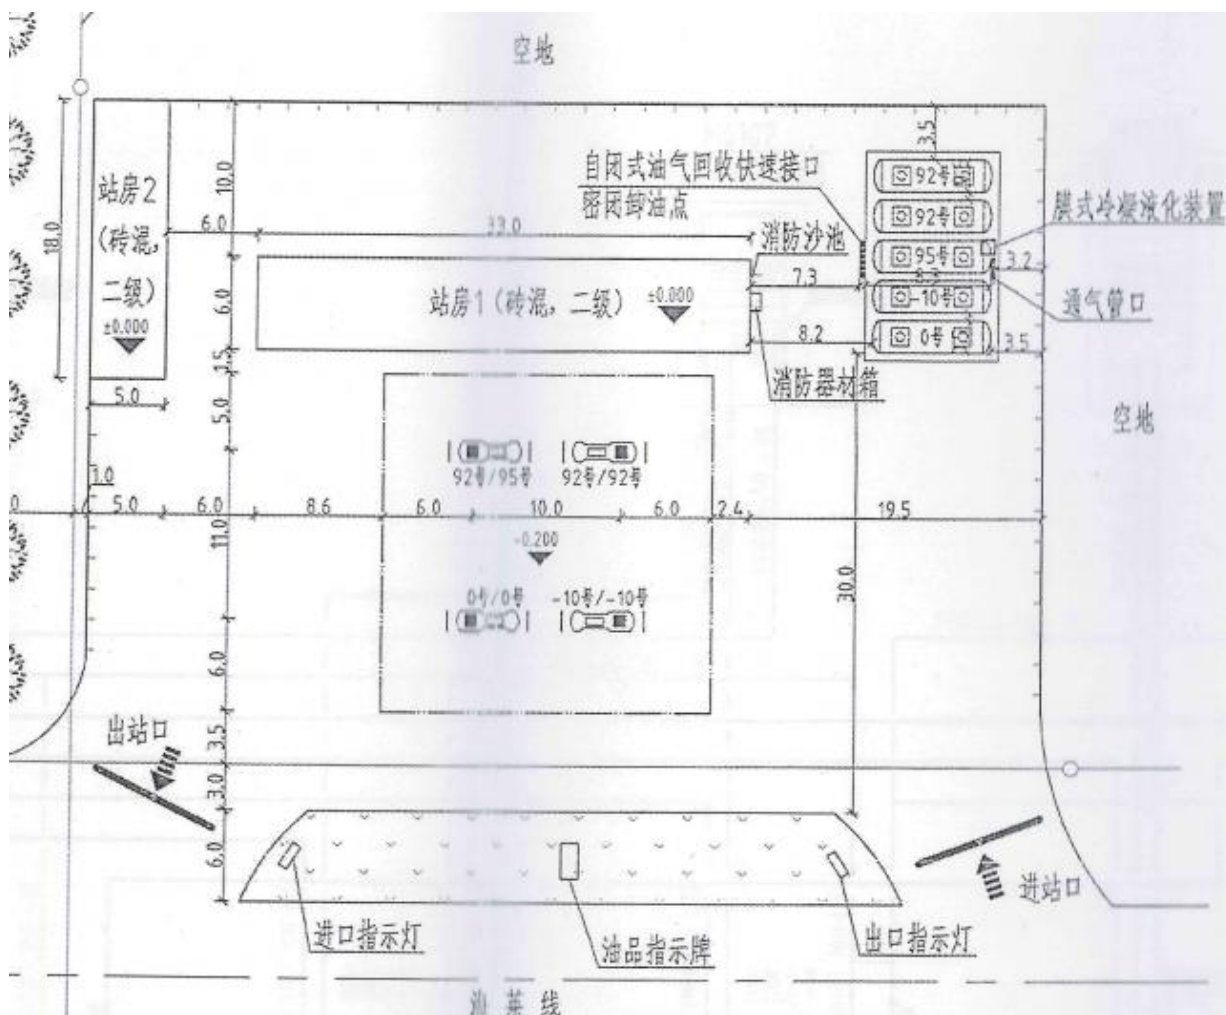 空地
3.5
站房2
(砖混,
二级)
±0.000
18.0
10.0
6.0
33.0
自闭式油气回收快速接口
密闭卸油点
消防沙池
7.3
92号
92号
95号
8.3
-10号
0号
膜式冷凝液化装置
3.2
通气管口
3.5
6.0
站房1(砖混, 二级)
±0.000
8.2
消防器材箱
1.5
5.0
5.0
空地
92号/95号
92号/92号
1.0
0
5.0
6.0
8.6
6.0
10.0
6.0
2.4
19.5
11.0
-0.200
30.0
0号/0号
-10号/-10号
6.0
出站口
3.5
3.0
6.0
进站口
进口指示灯
油品指示牌
出口指示灯
汕莱线